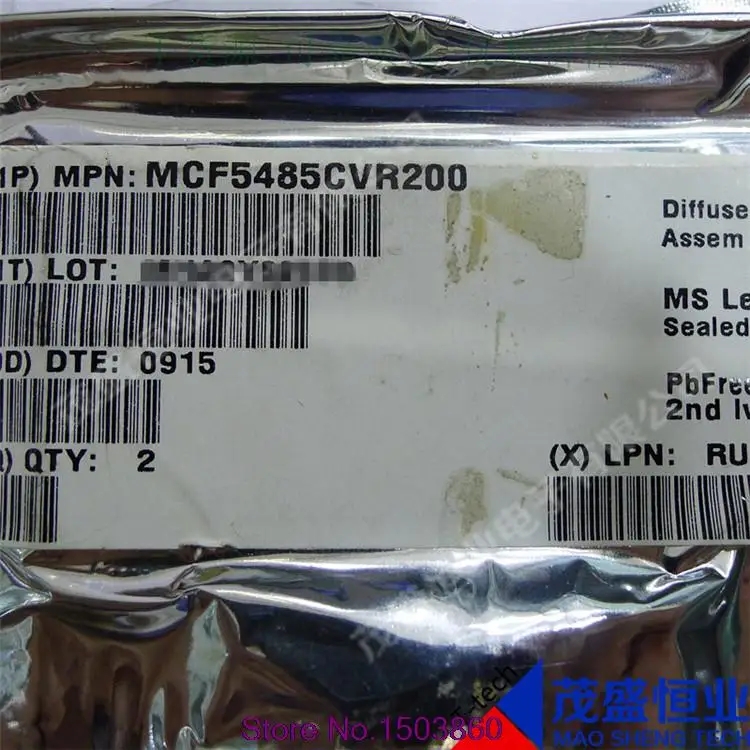 1P) MPN: MCF5485CVR200
Diffuse
Assem
1T) LOT:
MS Le
Sealed
9D) DTE: 0915
PbFree
2nd lv
Q) QTY: 2
(X) LPN: RU
茂盛恒业
MAO SHENG TECH
T-tech
Store No.1503860